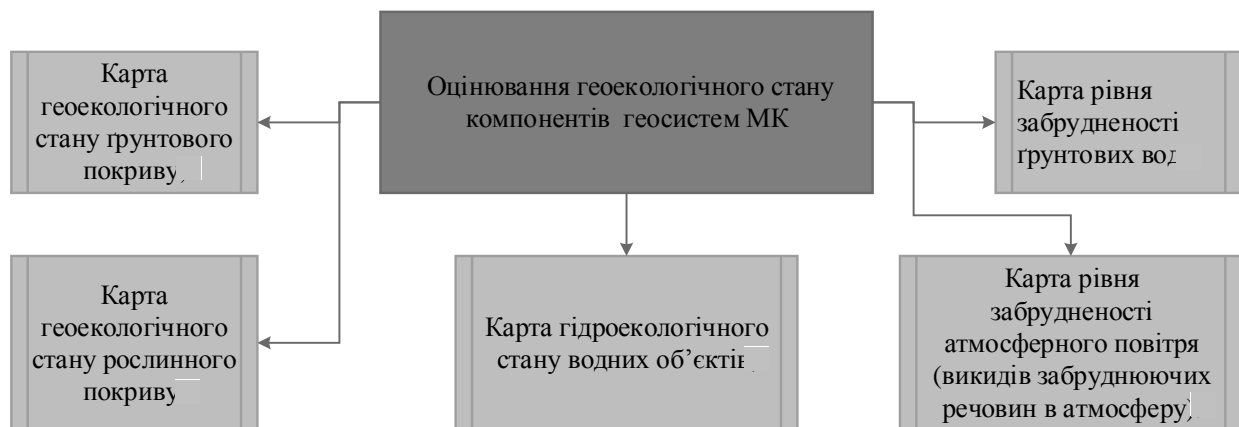 Карта
геоекологічного
стану ґрунтового
покриву,
Оцінювання геоекологічного стану
компонентів геосистем МК
Карта рівня
забрудненості
ґрунтових вод
Карта
геоекологічного
стану рослинного
покриву
Карта гідроекологічного
стану водних об’єктів,
Карта рівня
забрудненості
атмосферного повітря
(викидів забруднюючих
речовин в атмосферу)